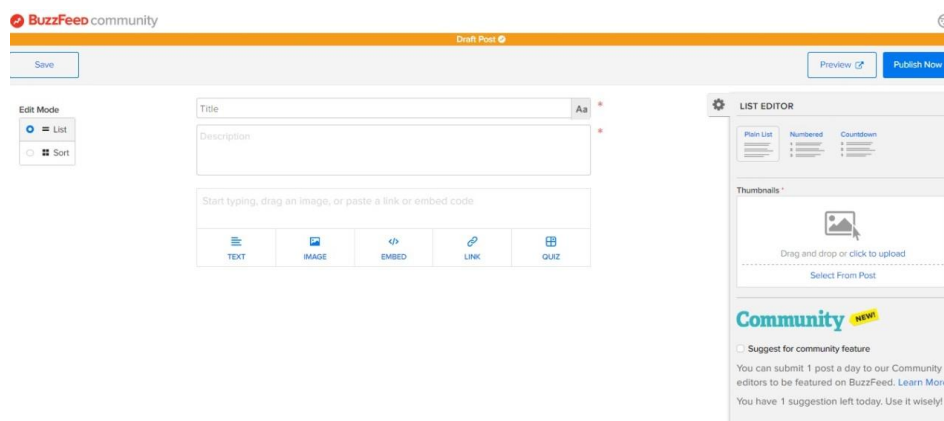 BuzzFeed community
Draft Post
Save
Preview
Publish Now
Edit Mode
List
Sort
Title
Aa
*
Description
*
Start typing, drag an image, or paste a link or embed code
TEXT
IMAGE
EMBED
LINK
QUIZ
LIST EDITOR
Plain List
Numbered
Countdown
Thumbnails *
Drag and drop or click to upload
Select From Post
Community NEW!
Suggest for community feature
You can submit 1 post a day to our Community
editors to be featured on BuzzFeed. Learn More
You have 1 suggestion left today. Use it wisely!